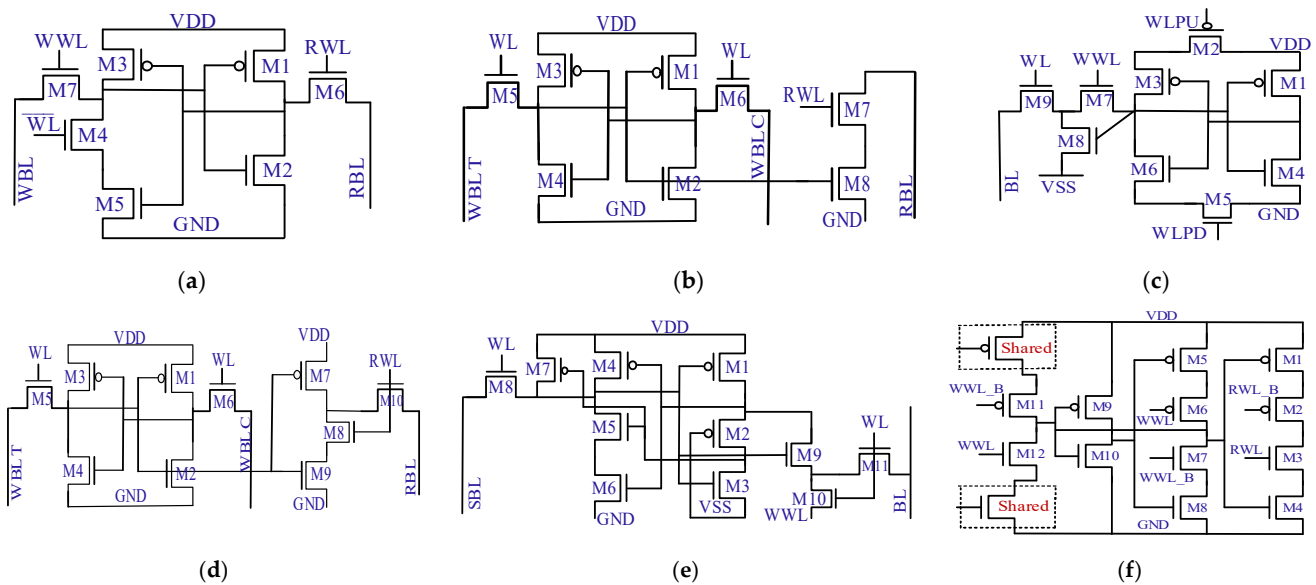 VDD
WWL
RWL
M3
M1
M7
M6
WL
M4
M2
M5
WBL
GND
RBL
(a)
VDD
WL
WL
M3
M1
M5
M6
RWL
M7
M4
M2
M8
WBLT
WBLC
GND
GND
RBL
(b)
WLPU
M2
VDD
WL
WWL
M3
M1
M9
M7
M8
M6
M4
BL
VSS
M5
GND
WLPD
(c)
VDD
VDD
WL
WL
RWL
M3
M1
M7
M5
M6
M10
M8
M4
M2
M9
WBLT
GND
WBLC
GND
RBL
(d)
VDD
WL
M7
M4
M1
M8
M5
M2
WL
M9
M11
M6
M3
M10
SBL
GND
VSS
WWL
BL
(e)
VDD
Shared
M5
M1
WWL_B
M11
M9
M6
RWL_B
M2
WWL
WWL
M12
M10
M7
RWL
M3
WWL_B
Shared
M8
M4
GND
(f)